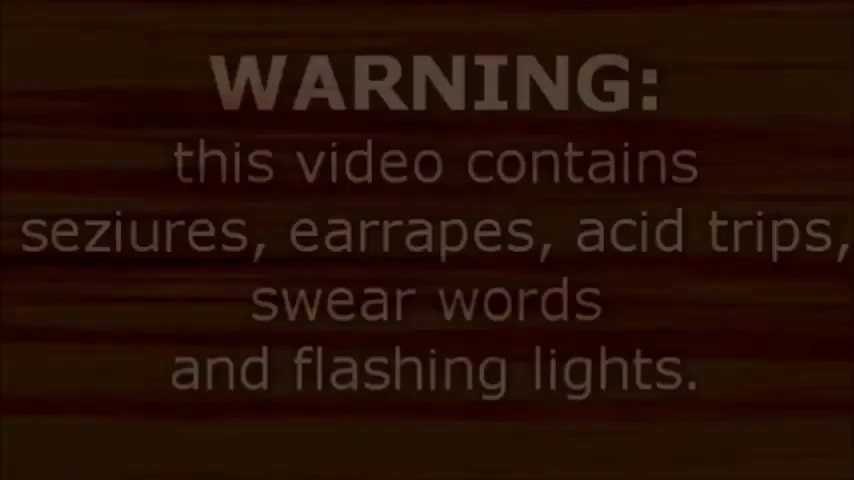 WARNING:
this video contains
seziures, earrapes, acid trips,
swear words
and flashing lights.